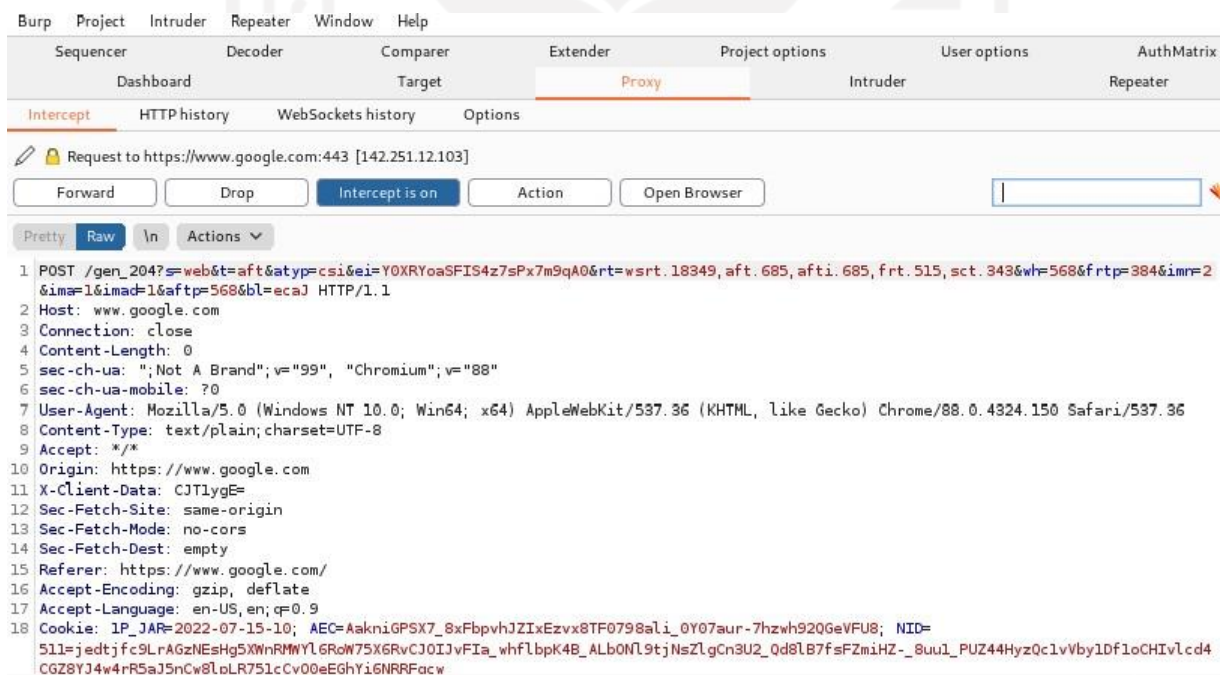 Burp Project Intruder Repeater Window Help
Sequencer Decoder Comparer Extender Project options User options AuthMatrix
Dashboard Target Proxy Intruder Repeater
Intercept HTTP history WebSockets history Options
Request to https://www.google.com:443 [142.251.12.103]
Forward Drop Intercept is on Action Open Browser
Pretty Raw \n Actions
1 POST /gen_204?s=web&t=aft&atyp=csi&ei=Y0XRYoaSFIS4z7sPx7m9qA0&rt=wsrt.18349,aft.685,afti.685,frt.515,sct.343&wh=568&frtp=384&imn=2
&ima=1&imad=1&aftp=568&bl=ecaJ HTTP/1.1
2 Host: www.google.com
3 Connection: close
4 Content-Length: 0
5 sec-ch-ua: ";Not A Brand";v="99", "Chromium";v="88"
6 sec-ch-ua-mobile: ?0
7 User-Agent: Mozilla/5.0 (Windows NT 10.0; Win64; x64) AppleWebKit/537.36 (KHTML, like Gecko) Chrome/88.0.4324.150 Safari/537.36
8 Content-Type: text/plain;charset=UTF-8
9 Accept: */*
10 Origin: https://www.google.com
11 X-Client-Data: CJTlygE=
12 Sec-Fetch-Site: same-origin
13 Sec-Fetch-Mode: no-cors
14 Sec-Fetch-Dest: empty
15 Referer: https://www.google.com/
16 Accept-Encoding: gzip, deflate
17 Accept-Language: en-US,en;q=0.9
18 Cookie: 1P_JAR=2022-07-15-10; AEC=AakniGPSX7_8xFbpvhJZIxEzvx8TF0798ali_0Y07aur-7hzwh92QGeVFU8; NID=
511=jedtjfc9LrAGzNEsHg5XWnRMWYl6RoW75X6RvCJOIJvFIa_whflbpK4B_ALbONl9tjNsZlgCn3U2_Qd8lB7fsFZmiHZ-_8uu1_PUZ44HyzQc1vVby1Df1oCHIvlcd4
CGZ8YJ4w4rR5aJ5nCw8lpLR751cCvO0eEGhYi6NRRFgcw